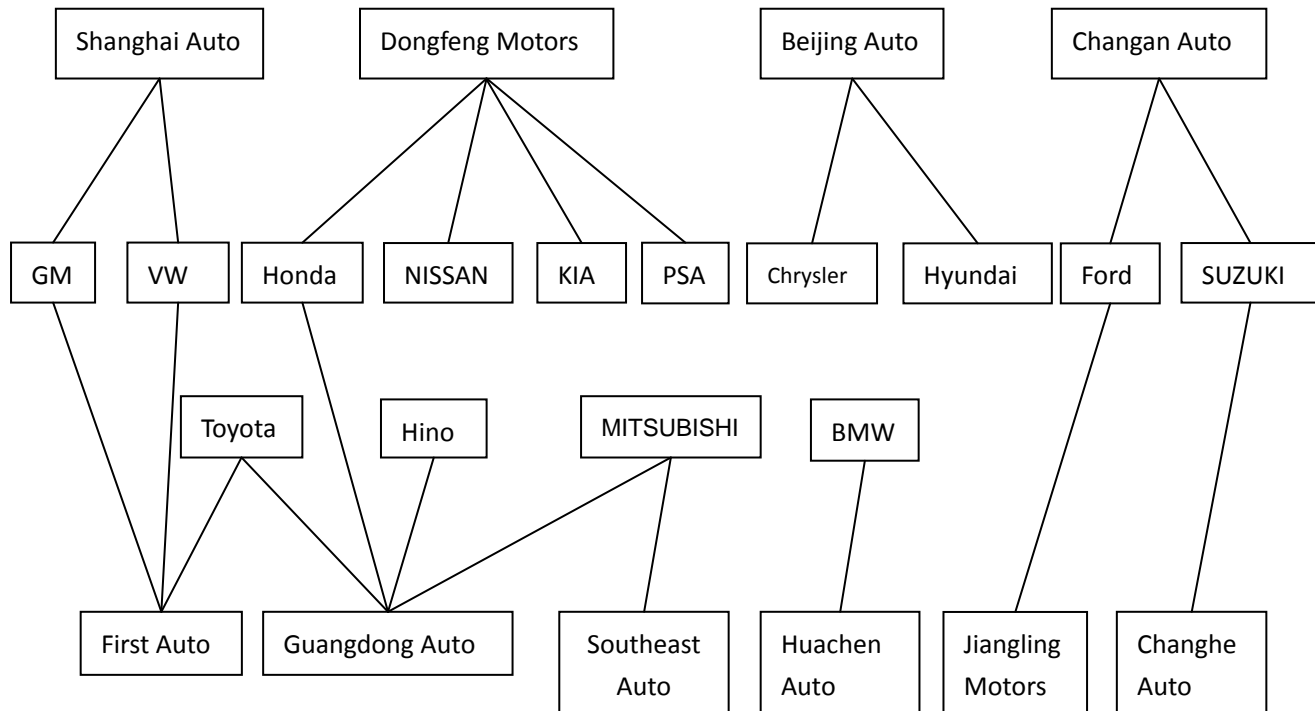 Shanghai Auto
Dongfeng Motors
Beijing Auto
Changan Auto
GM
VW
Honda
NISSAN
KIA
PSA
Chrysler
Hyundai
Ford
SUZUKI
Toyota
Hino
MITSUBISHI
BMW
First Auto
Guangdong Auto
Southeast
Auto
Huachen
Auto
Jiangling
Motors
Changhe
Auto